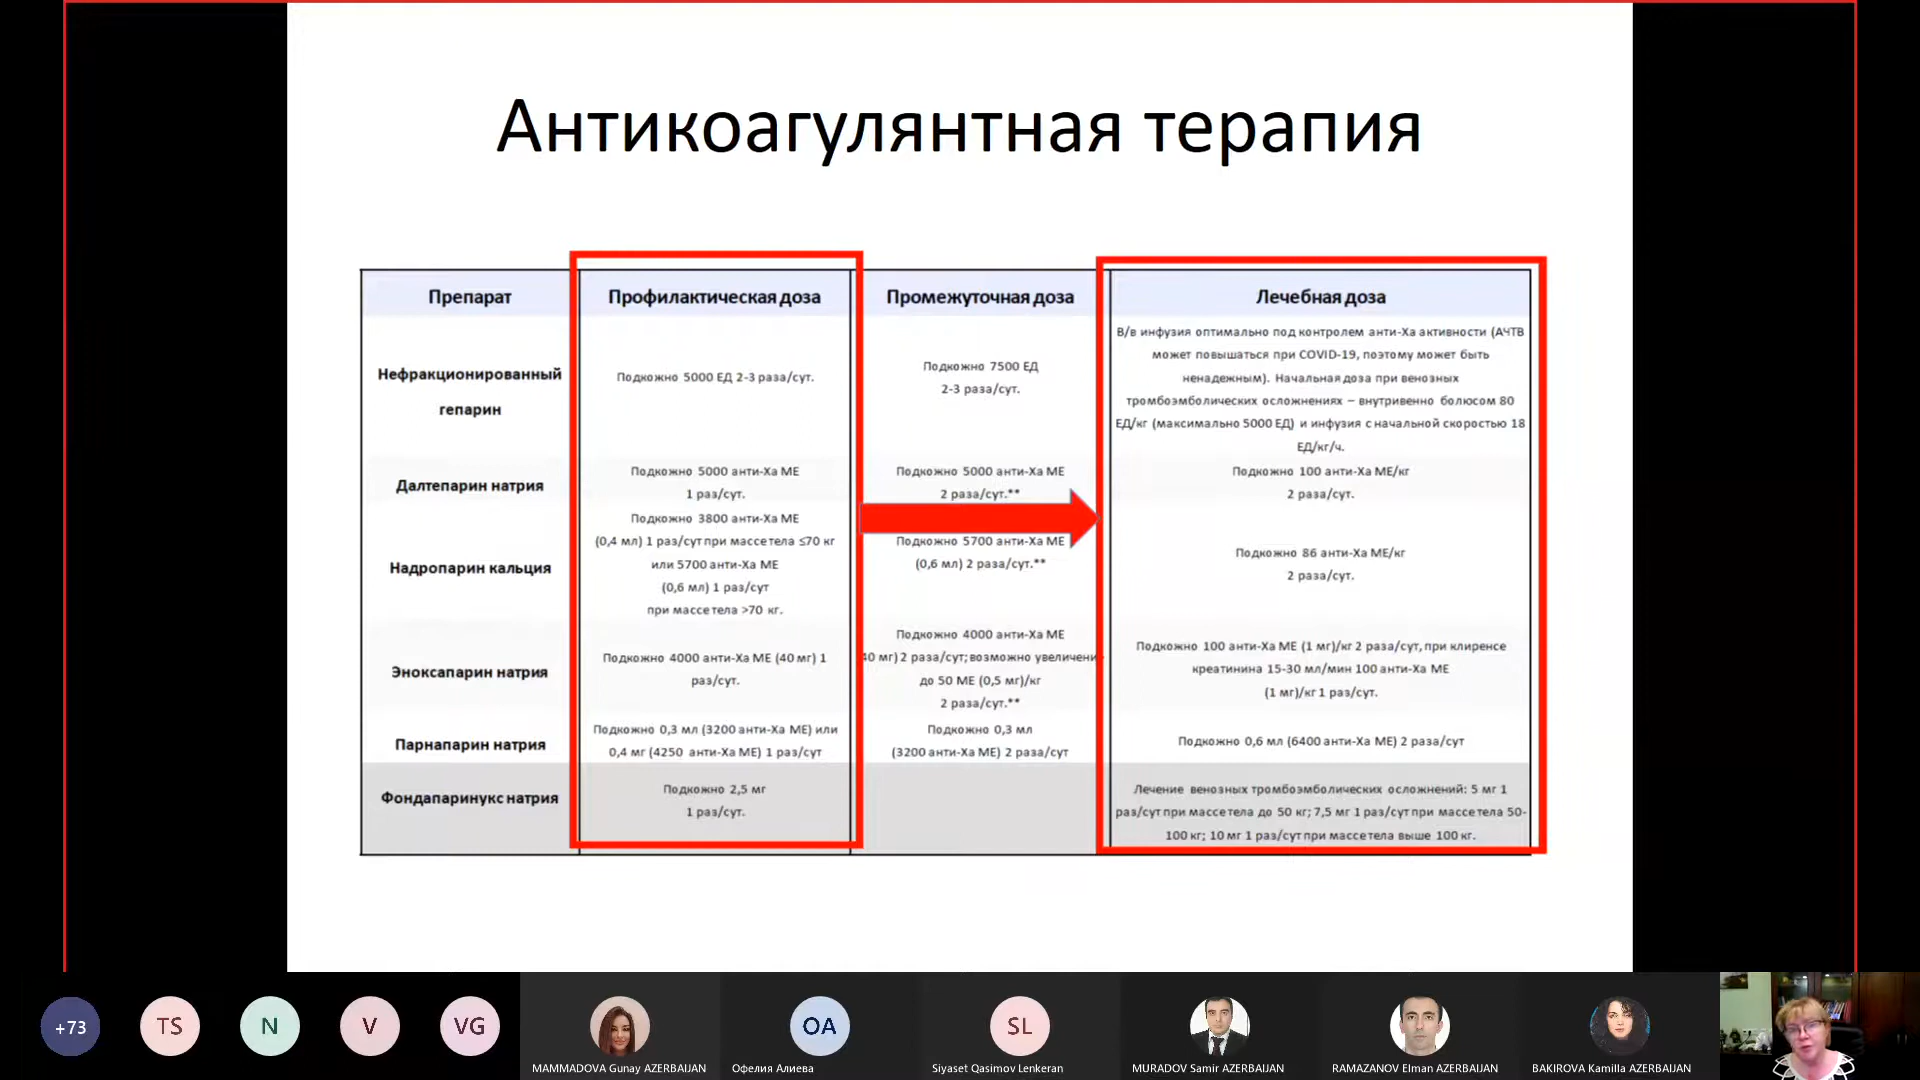 Антикоагулянтная терапия
Препарат
Профилактическая доза
Промежуточная доза
Лечебная доза
Нефракционированный
гепарин
Подкожно 5000 ЕД 2-3 раза/сут.
Подкожно 7500 ЕД
2-3 раза/сут.
В/в инфузия оптимально под контролем анти-Ха активности (АЧТВ
может повышаться при COVID-19, поэтому может быть
ненадежным). Начальная доза при венозных
тромбоэмболических осложнениях – внутривенно болюсом 80
ЕД/кг (максимально 5000 ЕД) и инфузия с начальной скоростью 18
ЕД/кг/ч.
Далтепарин натрия
Подкожно 5000 анти-Ха МЕ
1 раз/сут.
Подкожно 5000 анти-Ха МЕ
2 раза/сут.**
Подкожно 100 анти-Ха МЕ/кг
2 раза/сут.
Надропарин кальция
Подкожно 3800 анти-Ха МЕ
(0,4 мл) 1 раз/сут при массе тела ≤70 кг
или 5700 анти-Ха МЕ
(0,6 мл) 1 раз/сут
при массе тела >70 кг.
Подкожно 5700 анти-Ха МЕ
(0,6 мл) 2 раза/сут.**
Подкожно 86 анти-Ха МЕ/кг
2 раза/сут.
Эноксапарин натрия
Подкожно 4000 анти-Ха МЕ (40 мг) 1
раз/сут.
Подкожно 4000 анти-Ха МЕ
40 мг) 2 раза/сут; возможно увеличени
до 50 МЕ (0,5 мг)/кг
2 раза/сут.**
Подкожно 100 анти-Ха МЕ (1 мг)/кг 2 раза/сут, при клиренсе
креатинина 15-30 мл/мин 100 анти-Ха МЕ
(1 мг)/кг 1 раз/сут.
Парнапарин натрия
Подкожно 0,3 мл (3200 анти-Ха МЕ) или
0,4 мг (4250 анти-Ха МЕ) 1 раз/сут
Подкожно 0,3 мл
(3200 анти-Ха МЕ) 2 раза/сут
Подкожно 0,6 мл (6400 анти-Ха МЕ) 2 раза/сут
Фондапаринукс натрия
Подкожно 2,5 мг
1 раз/сут.
Лечение венозных тромбоэмболических осложнений: 5 мг 1
раз/сут при массе тела до 50 кг; 7,5 мг 1 раз/сут при массе тела 50-
100 кг; 10 мг 1 раз/сут при массе тела выше 100 кг.
+73
TS
N
V
VG
OA
SL
MAMMADOVA Gunay AZERBAIJAN
Офелия Алиева
Siyaset Qasimov Lenkeran
MURADOV Samir AZERBAIJAN
RAMAZANOV Elman AZERBAIJAN
BAKIROVA Kamilla AZERBAIJAN